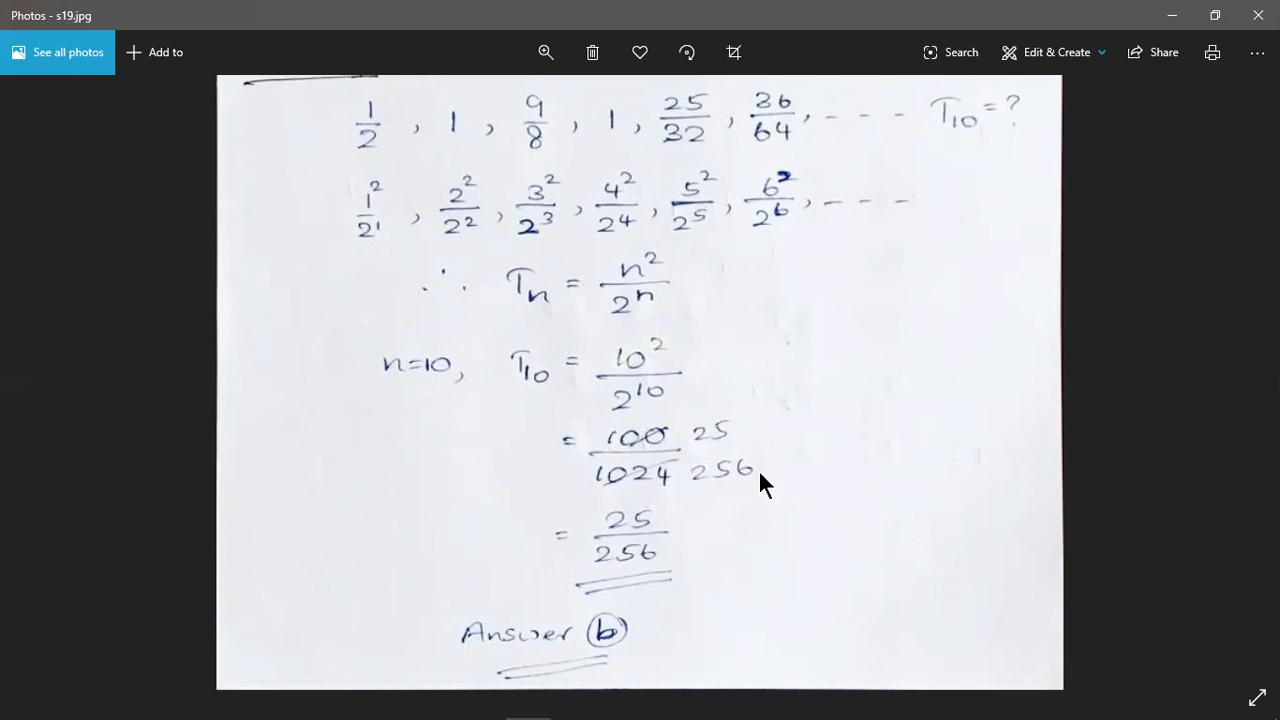 Photos - s19.jpg
See all photos + Add to Search Edit & Create Share
1/2 , 1 , 9/8 , 1 , 25/32 , 36/64 , - - - - T₁₀ = ?
1²/2¹ , 2²/2² , 3²/2³ , 4²/2⁴ , 5²/2⁵ , 6²/2⁶ , - - - -
∴ Tₙ = n²/2ⁿ
n=10, T₁₀ = 10²/2¹⁰
= 100/1024 25/256
= 25/256
Answer (b)